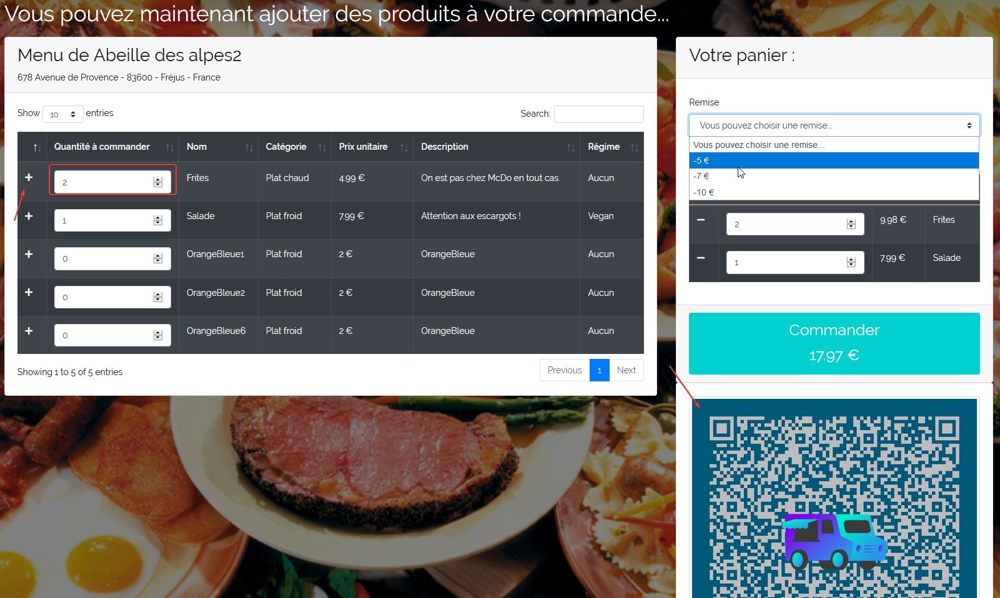 Vous pouvez maintenant ajouter des produits à votre commande...
Menu de Abeille des alpes2
678 Avenue de Provence - 83600 - Fréjus - France
Show 10 entries
Search:
Quantité à commander Nom Catégorie Prix unitaire Description Régime
2 Frites Plat chaud 4.99 € On est pas chez McDo en tout cas. Aucun
1 Salade Plat froid 7.99 € Attention aux escargots ! Vegan
0 OrangeBleue1 Plat froid 2 € OrangeBleue Aucun
0 OrangeBleue2 Plat froid 2 € OrangeBleue Aucun
0 OrangeBleue6 Plat froid 2 € OrangeBleue Aucun
Showing 1 to 5 of 5 entries
Previous 1 Next
Votre panier :
Remise
Vous pouvez choisir une remise...
Vous pouvez choisir une remise...
-5 €
-7 €
-10 €
2 9.98 € Frites
1 7.99 € Salade
Commander
17.97 €